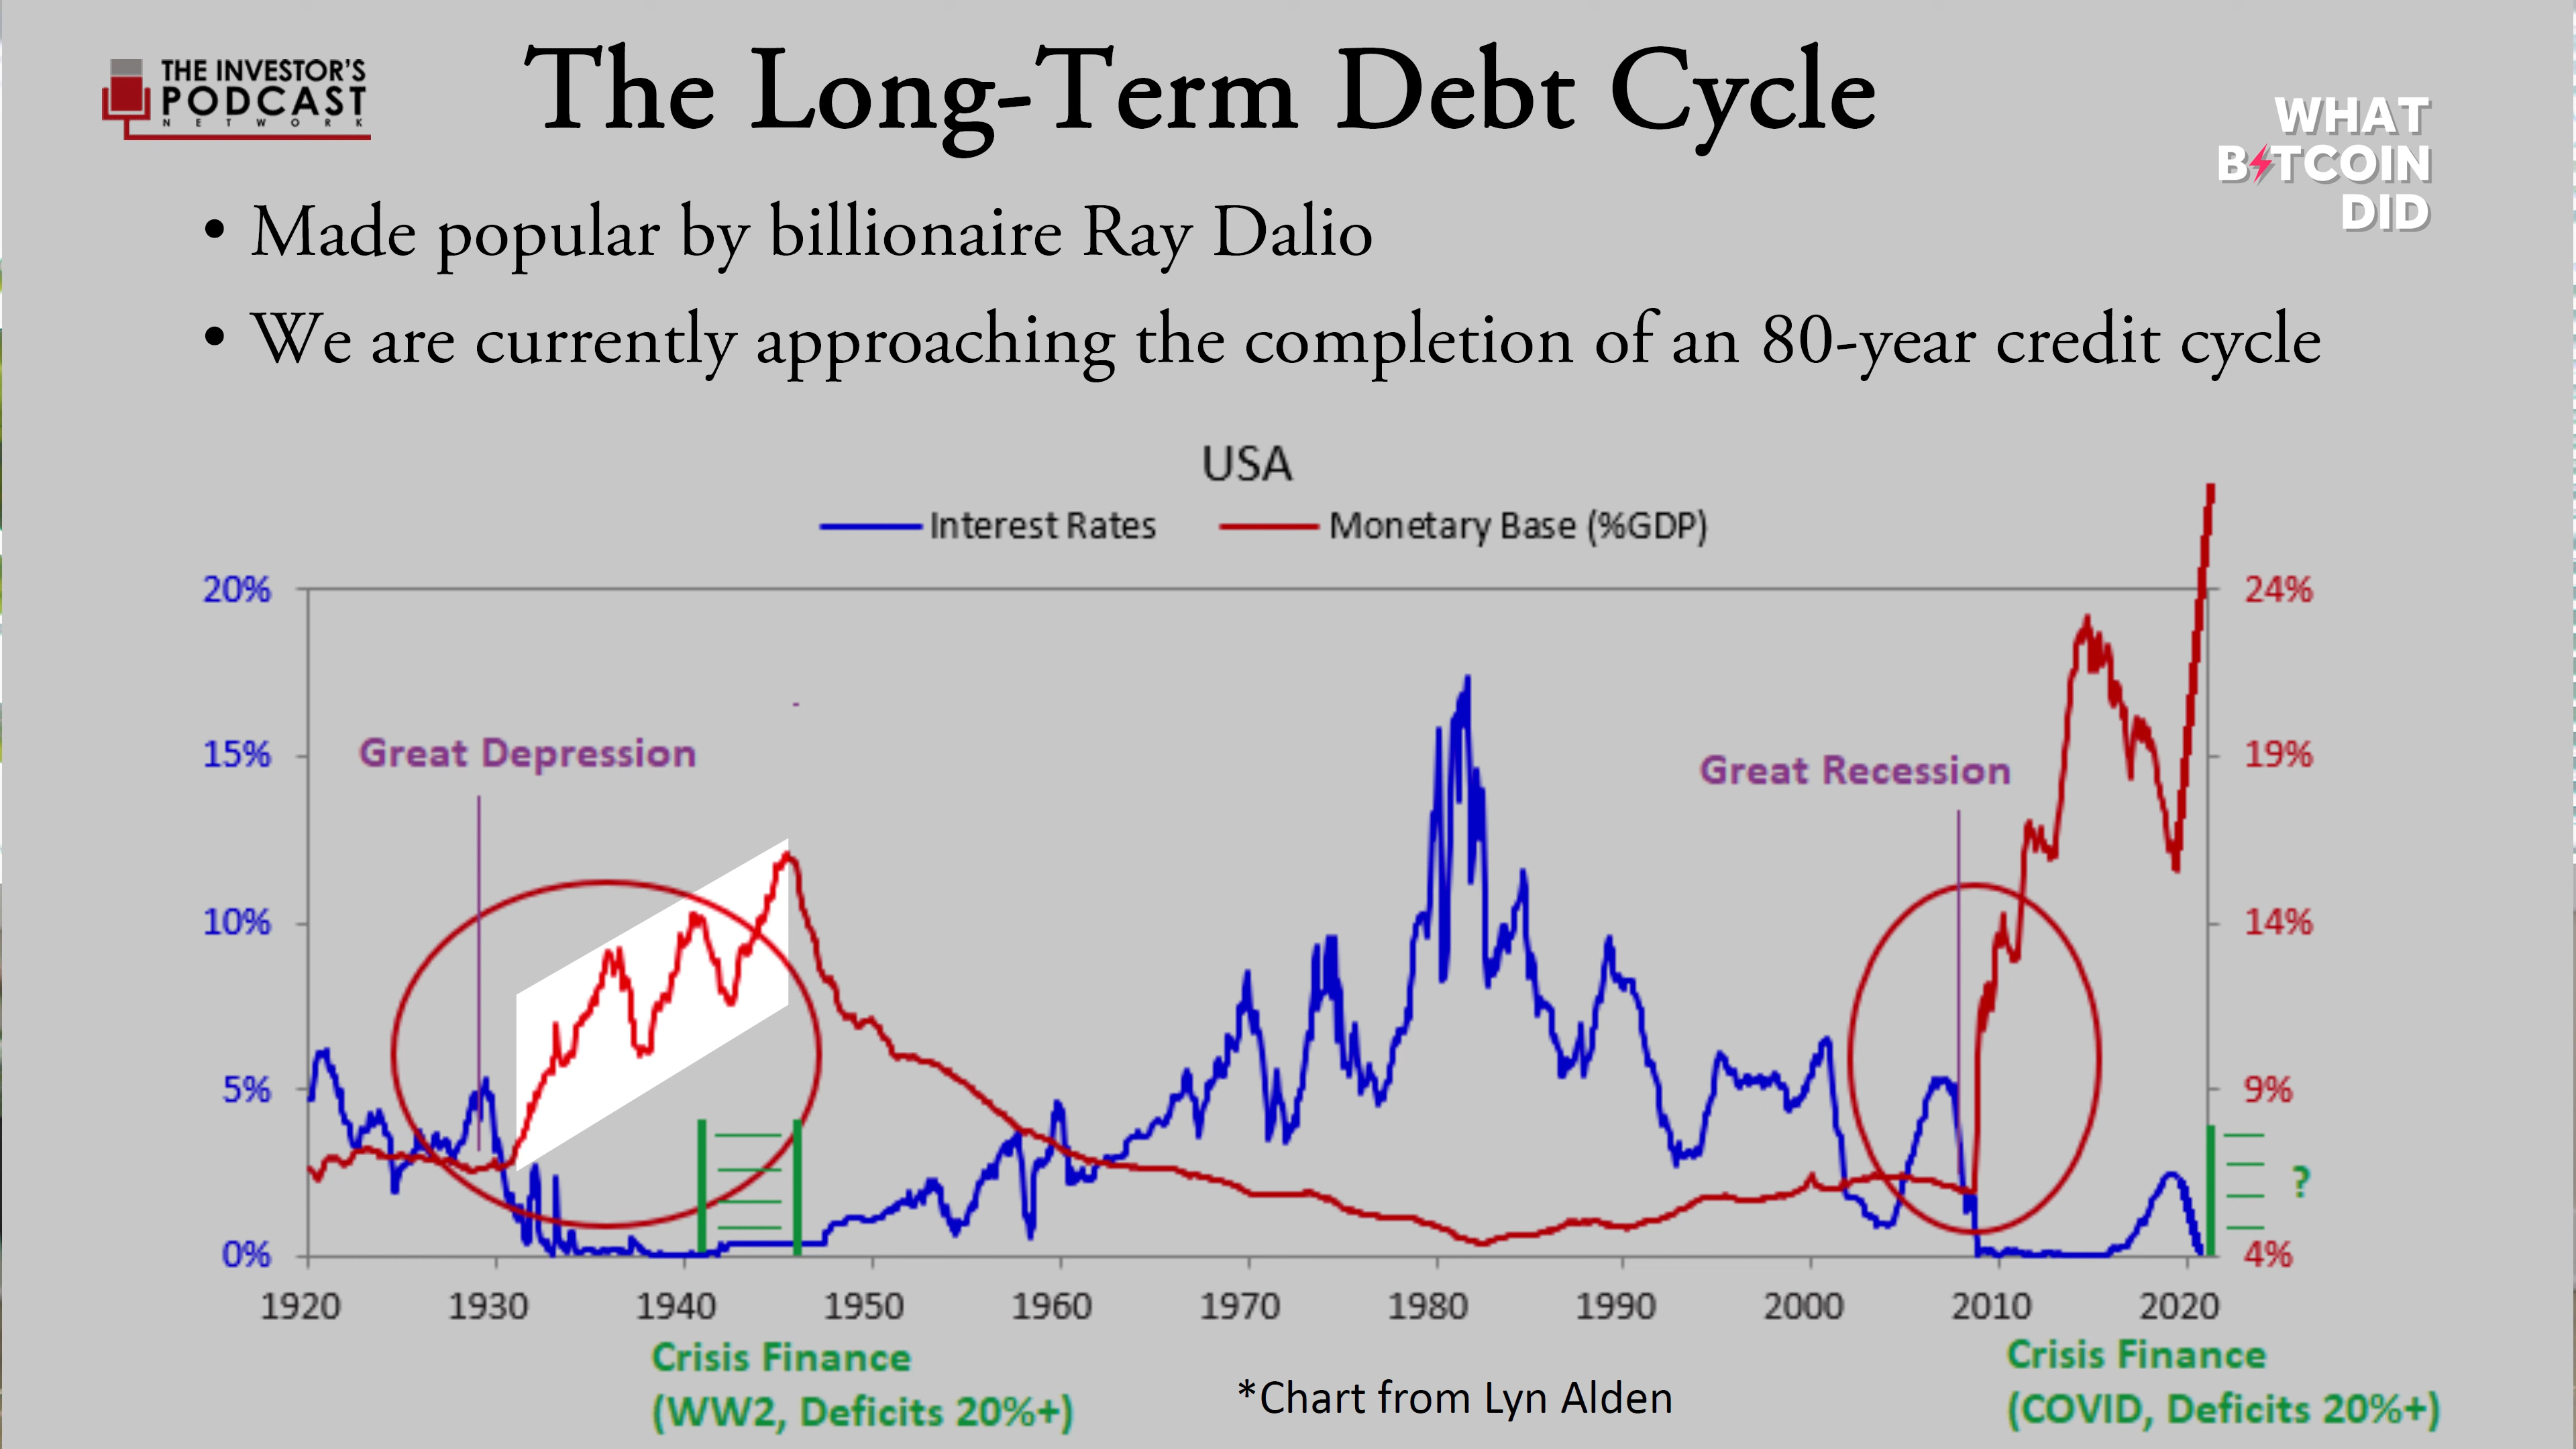 THE INVESTOR'S
PODCAST
NETWORK
The Long-Term Debt Cycle
WHAT
BTCOIN
DID
• Made popular by billionaire Ray Dalio
• We are currently approaching the completion of an 80-year credit cycle
USA
Interest Rates
Monetary Base (%GDP)
20%
24%
15%
19%
10%
14%
5%
9%
0%
4%
Great Depression
Great Recession
?
1920 1930 1940 1950 1960 1970 1980 1990 2000 2010 2020
Crisis Finance
(WW2, Deficits 20%+)
*Chart from Lyn Alden
Crisis Finance
(COVID, Deficits 20%+)